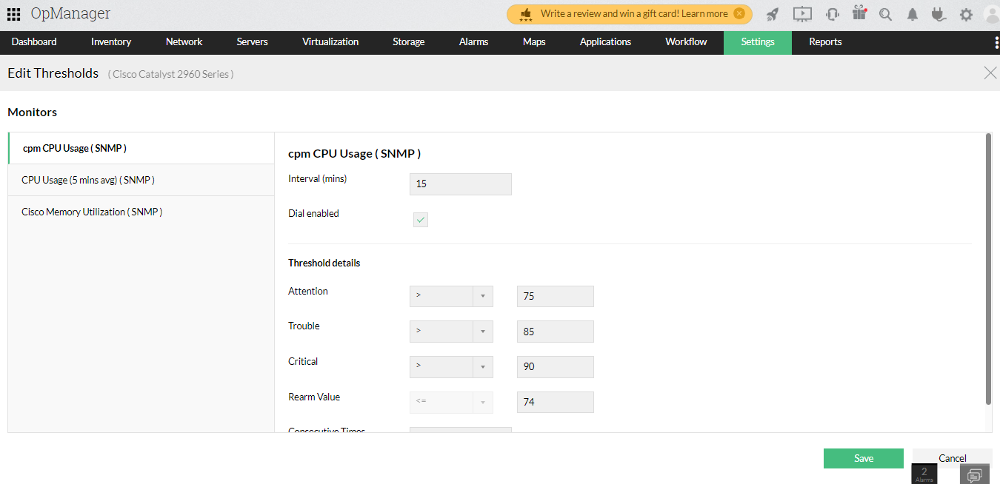 OpManager
Write a review and win a gift card! Learn more
Dashboard Inventory Network Servers Virtualization Storage Alarms Maps Applications Workflow Settings Reports
Edit Thresholds ( Cisco Catalyst 2960 Series )
Monitors
cpm CPU Usage ( SNMP )
CPU Usage (5 mins avg) ( SNMP )
Cisco Memory Utilization ( SNMP )
cpm CPU Usage ( SNMP )
Interval (mins) 15
Dial enabled
Threshold details
Attention > 75
Trouble > 85
Critical > 90
Rearm Value <= 74
Consecutive Times
Save Cancel
2
Alarms